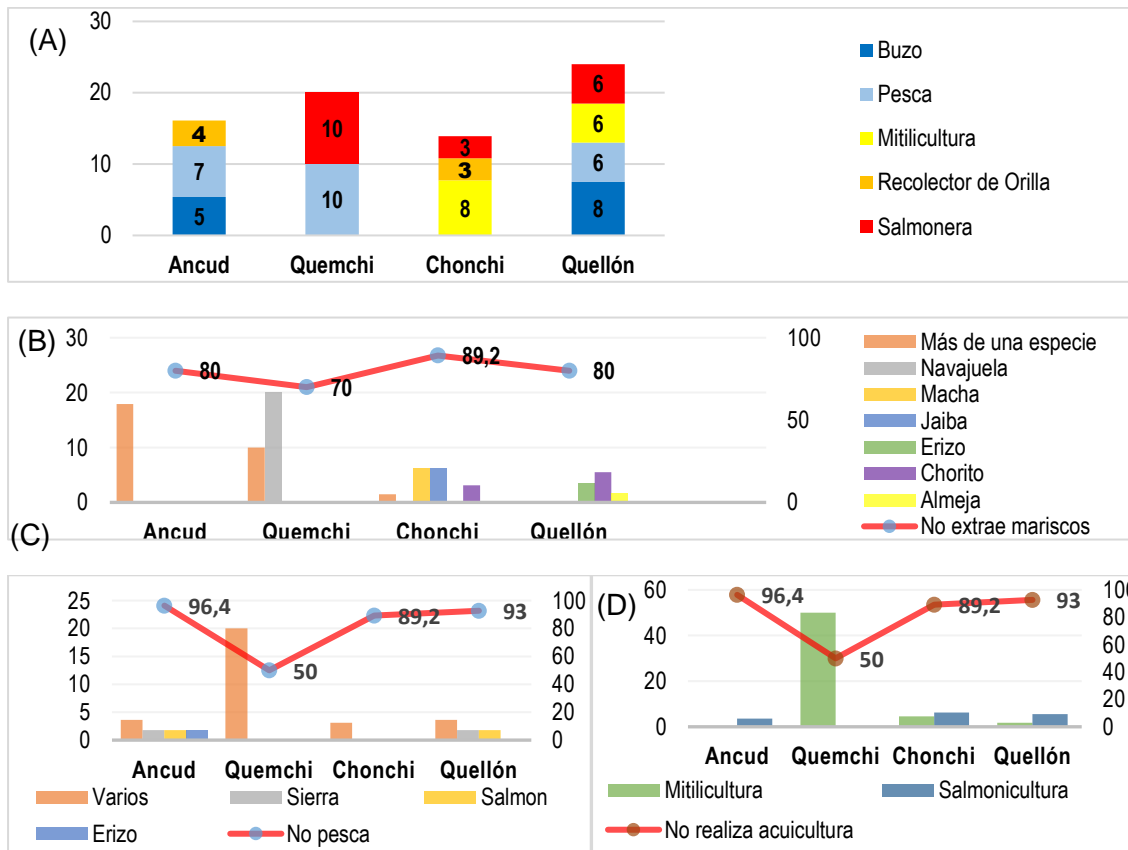 (A)
30
20
10
0
4
7
5
10
10
3
3
8
6
6
6
8
Ancud Quemchi Chonchi Quellón
Buzo
Pesca
Mitilicultura
Recolector de Orilla
Salmonera
(B)
30
20
10
0
80
70
89,2
80
100
50
0
Ancud Quemchi Chonchi Quellón
Más de una especie
Navajuela
Macha
Jaiba
Erizo
Chorito
Almeja
No extrae mariscos
(C)
25
20
15
10
5
0
96,4
50
89,2
93
100
80
60
40
20
0
Ancud Quemchi Chonchi Quellón
Varios Sierra Salmon
Erizo No pesca
(D)
60
40
20
0
96,4
50
89,2
93
100
80
60
40
20
0
Ancud Quemchi Chonchi Quellón
Mitilicultura Salmonicultura
No realiza acuicultura